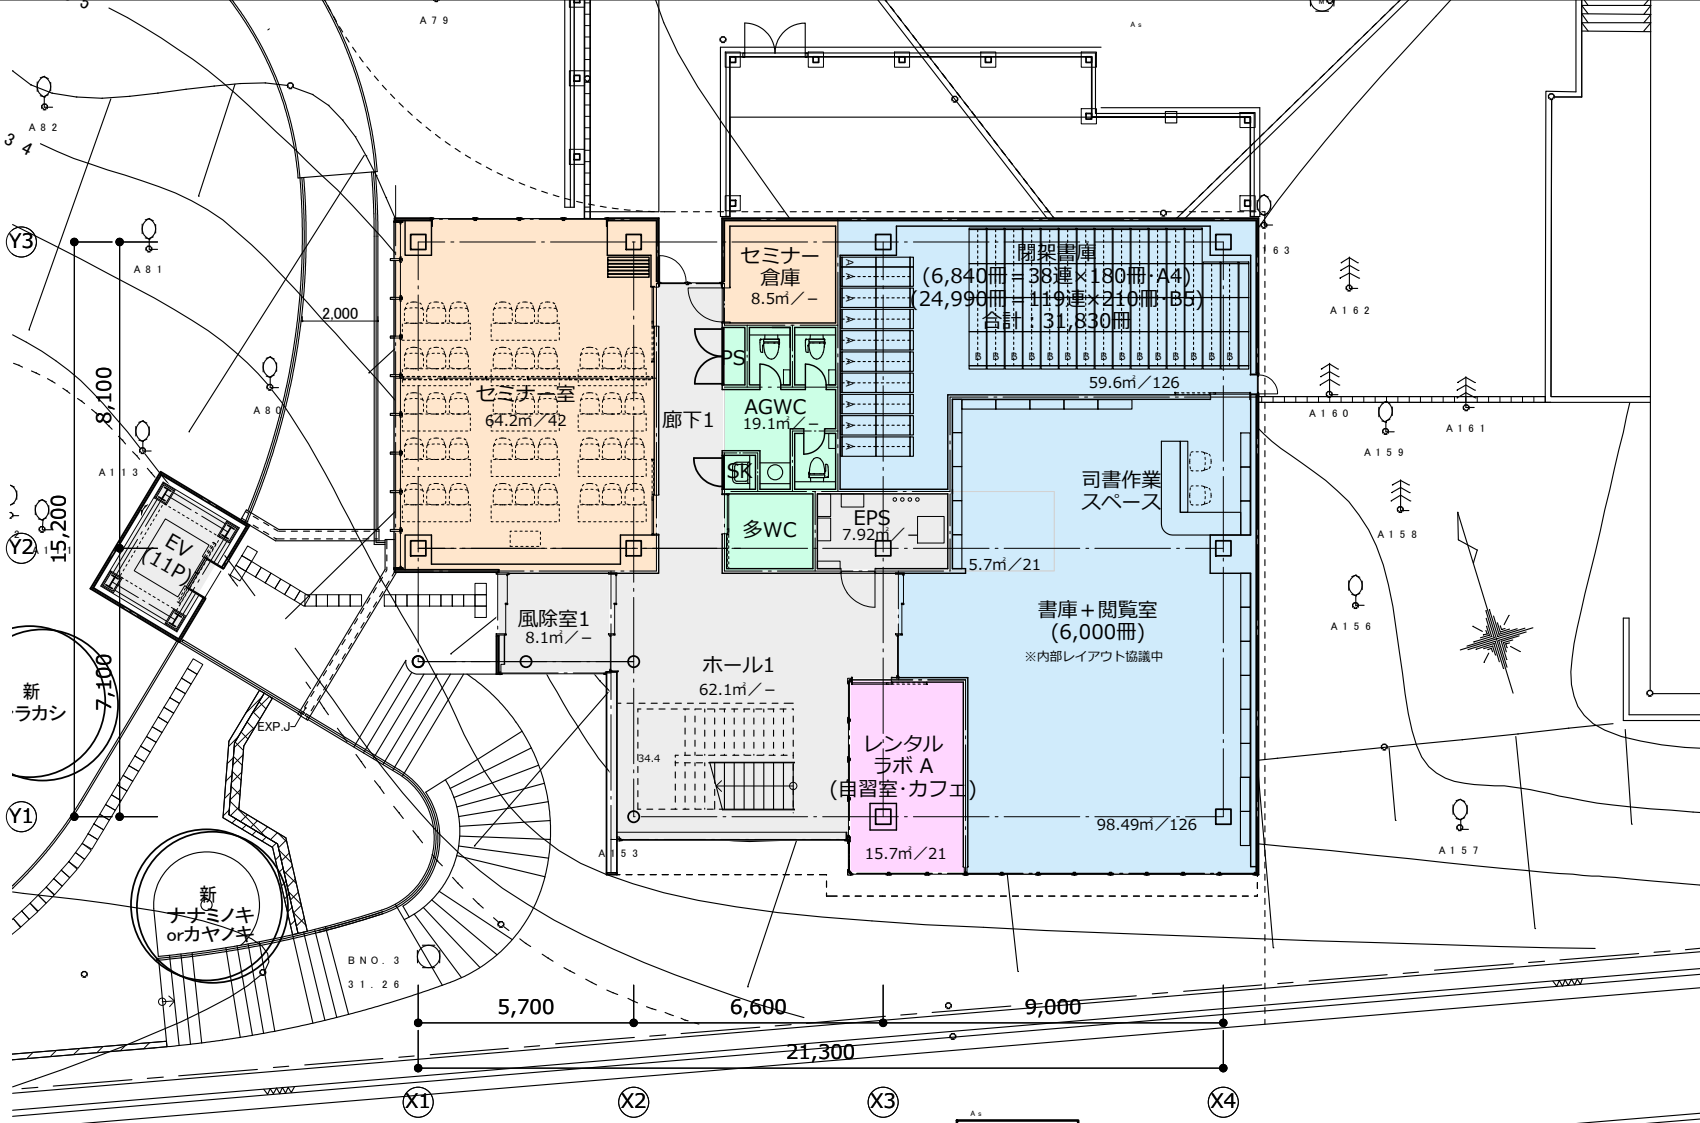 A79
As
M
A82
34
Y3
A81
2,000
8,100
A80
A113
15,200
Y2
EV
(11P)
7,100
新
ラカシ
Y1
EXP.J
新
ナナミノキ
orカヤノキ
BNO.3
31.26
セミナー室
64.2㎡／42
廊下1
セミナー
倉庫
8.5㎡／−
PS
AGWC
19.1㎡／−
SK
多WC
EPS
7.92㎡／−
閉架書庫
(6,840冊＝38連×180冊・A4)
(24,990冊＝119連×210冊・B5)
合計：31,830冊
59.6㎡／126
司書作業
スペース
5.7㎡／21
書庫＋閲覧室
(6,000冊)
※内部レイアウト協議中
98.49㎡／126
風除室1
8.1㎡／−
ホール1
62.1㎡／−
34.4
レンタル
ラボ A
(自習室・カフェ)
15.7㎡／21
A153
63
A162
A160
A161
A159
A158
A156
A157
5,700
6,600
9,000
21,300
X1
X2
X3
X4
As